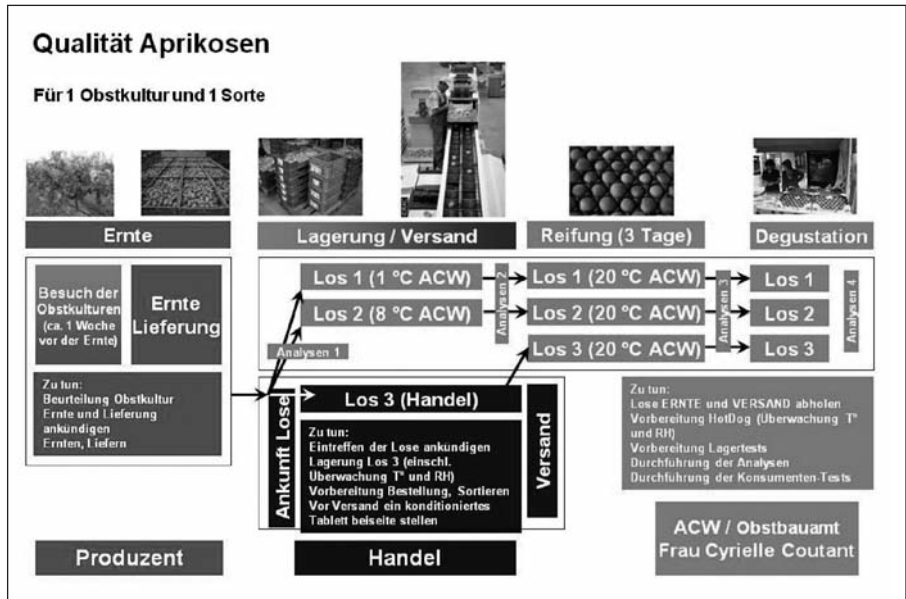 Qualität Aprikosen
Für 1 Obstkultur und 1 Sorte
Ernte
Lagerung / Versand
Reifung (3 Tage)
Degustation
Besuch der
Obstkulturen
(ca. 1 Woche
vor der Ernte)
Ernte
Lieferung
Zu tun:
Beurteilung Obstkultur
Ernte und Lieferung
ankündigen
Ernten, Liefern
Los 1 (1 °C ACW)
Los 2 (8 °C ACW)
Analysen 1
Analysen 2
Los 1 (20 °C ACW)
Los 2 (20 °C ACW)
Los 3 (20 °C ACW)
Analysen 3
Los 1
Los 2
Los 3
Analysen 4
Ankunft Lose
Los 3 (Handel)
Zu tun:
Eintreffen der Lose ankündigen
Lagerung Los 3 (einschl.
Überwachung T° und RH)
Vorbereitung Bestellung, Sortieren
Vor Versand ein konditioniertes
Tablett beiseite stellen
Versand
Zu tun:
Lose ERNTE und VERSAND abholen
Vorbereitung HotDog (Überwachung T°
und RH)
Vorbereitung Lagertests
Durchführung der Analysen
Durchführung der Konsumenten-Tests
Produzent
Handel
ACW / Obstbauamt
Frau Cyrielle Coutant